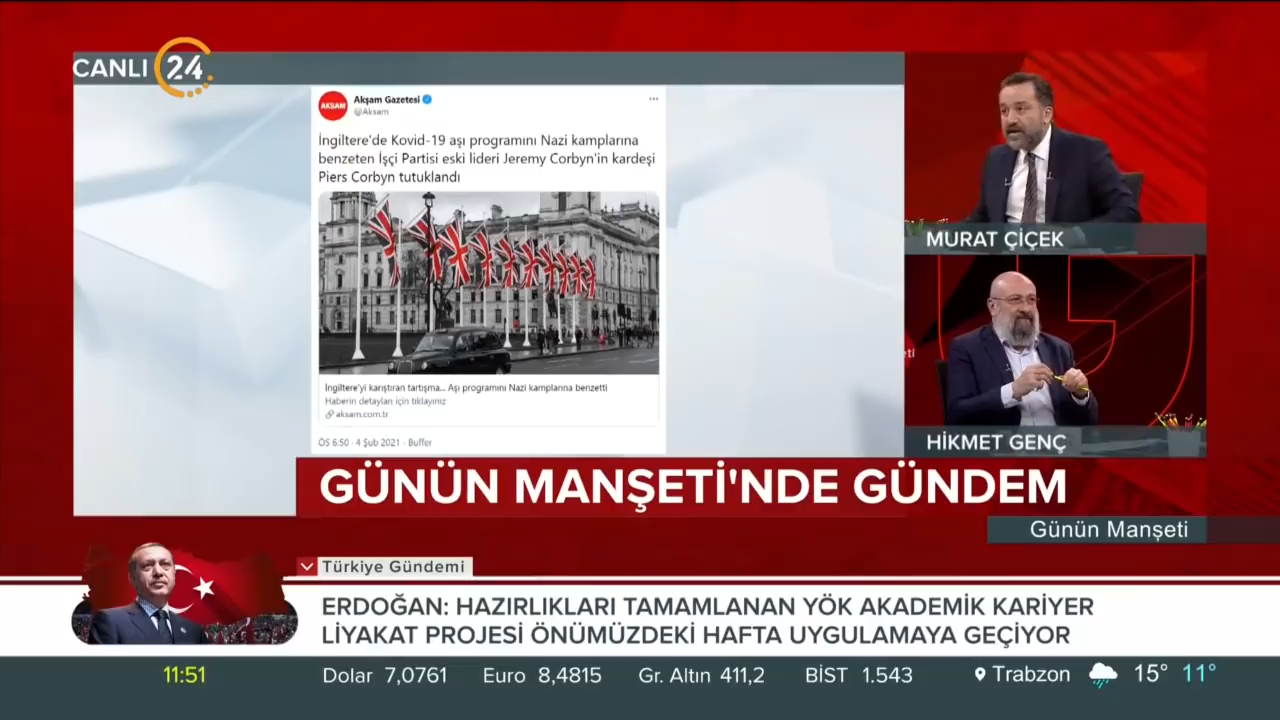 CANLI 24
AKŞAM
Akşam Gazetesi
@Aksam
İngiltere'de Kovid-19 aşı programını Nazi kamplarına
benzeten İşçi Partisi eski lideri Jeremy Corbyn'in kardeşi
Piers Corbyn tutuklandı
İngiltere'yi karıştıran tartışma... Aşı programını Nazi kamplarına benzetti
Haberin detayları için tıklayınız
aksam.com.tr
ÖS 6:50 · 4 Şub 2021 · Buffer
MURAT ÇİÇEK
eti
HİKMET GENÇ
GÜNÜN MANŞETİ'NDE GÜNDEM
Günün Manşeti
Türkiye Gündemi
ERDOĞAN: HAZIRLIKLARI TAMAMLANAN YÖK AKADEMİK KARİYER
LİYAKAT PROJESİ ÖNÜMÜZDEKİ HAFTA UYGULAMAYA GEÇİYOR
11:51 Dolar 7,0761 Euro 8,4815 Gr. Altın 411,2 BİST 1.543 Trabzon 15° 11°